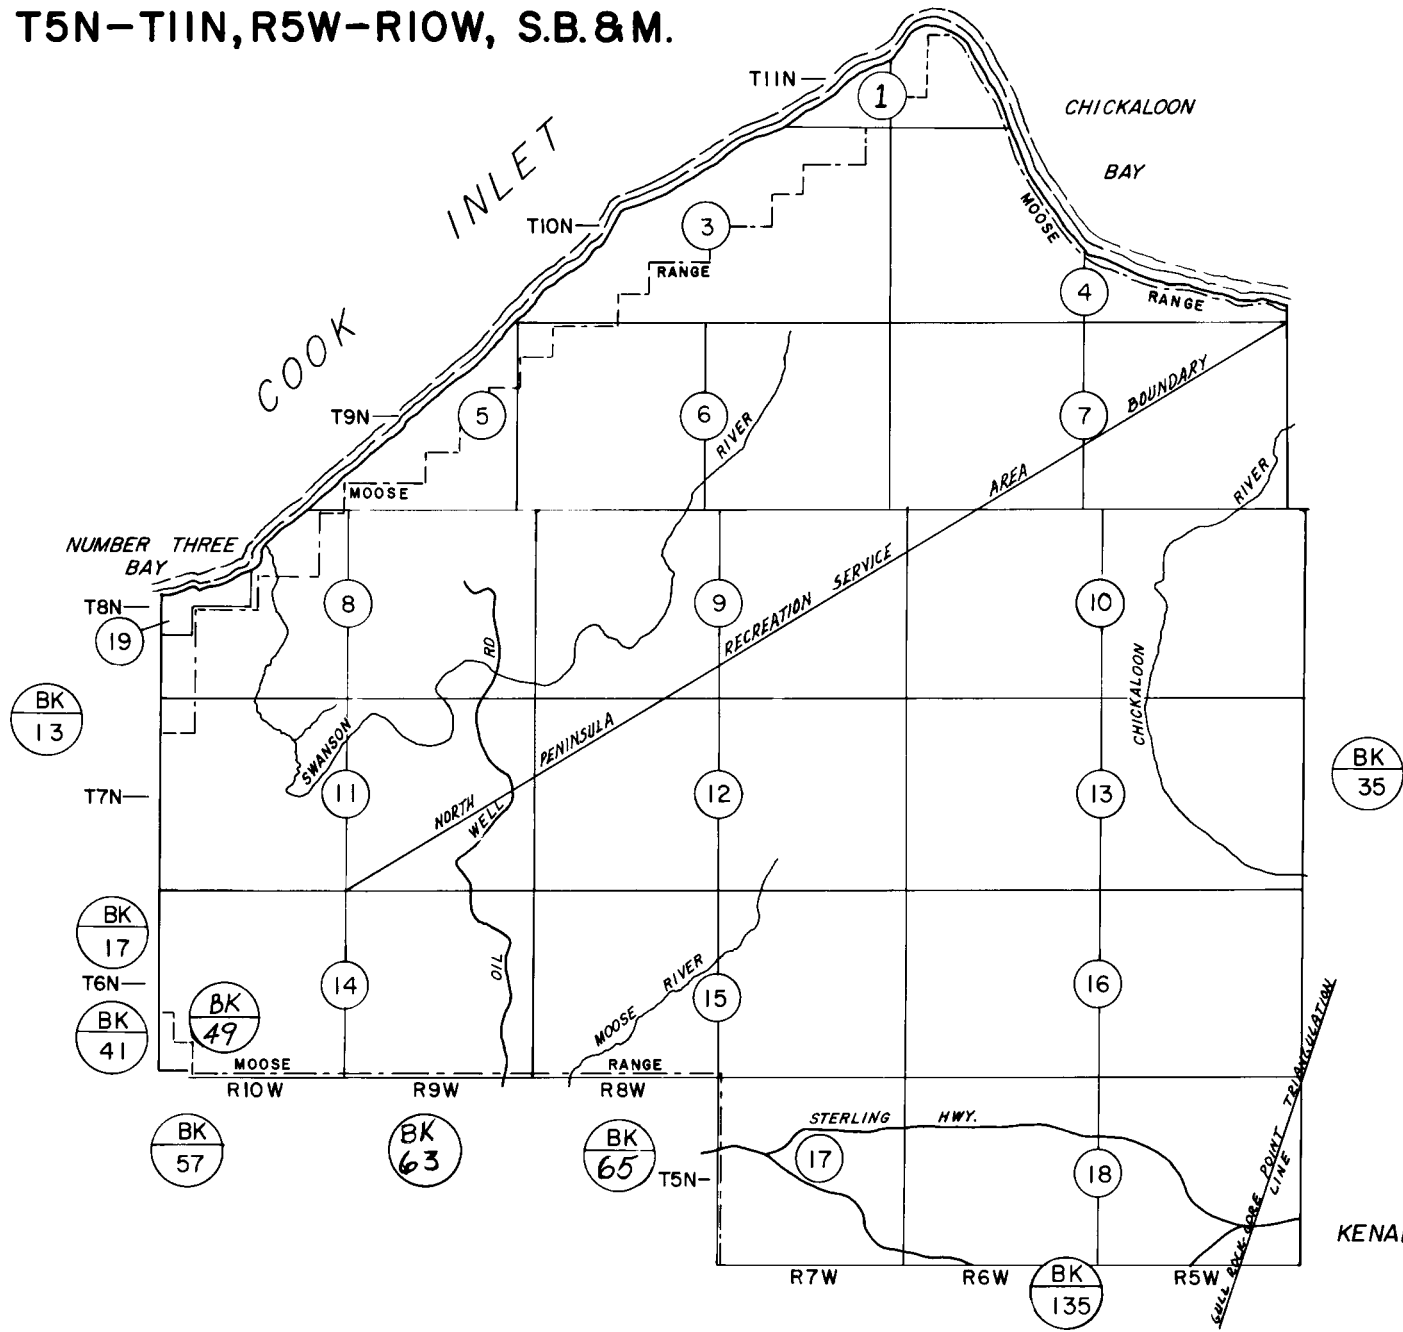 T5N-T11N, R5W-R10W, S.B.&M.
T11N
1
CHICKALOON
BAY
COOK INLET
T10N
3
MOOSE
RANGE
RANGE
4
T9N
5
6
RIVER
7
MOOSE
RIVER
NUMBER THREE
BAY
T8N
19
8
RD
9
10
NORTH PENINSULA RECREATION SERVICE AREA BOUNDARY
CHICKALOON
BK
13
SWANSON
BK
35
T7N
11
WELL
12
13
BK
17
T6N
14
OIL
MOOSE RIVER
15
16
BK
41
BK
49
MOOSE
RANGE
R10W
R9W
R8W
BK
57
BK
63
BK
65
T5N
STERLING HWY.
17
18
GULL ROCK-GORE POINT TRIANGULATION
LINE
R7W
R6W
R5W
BK
135